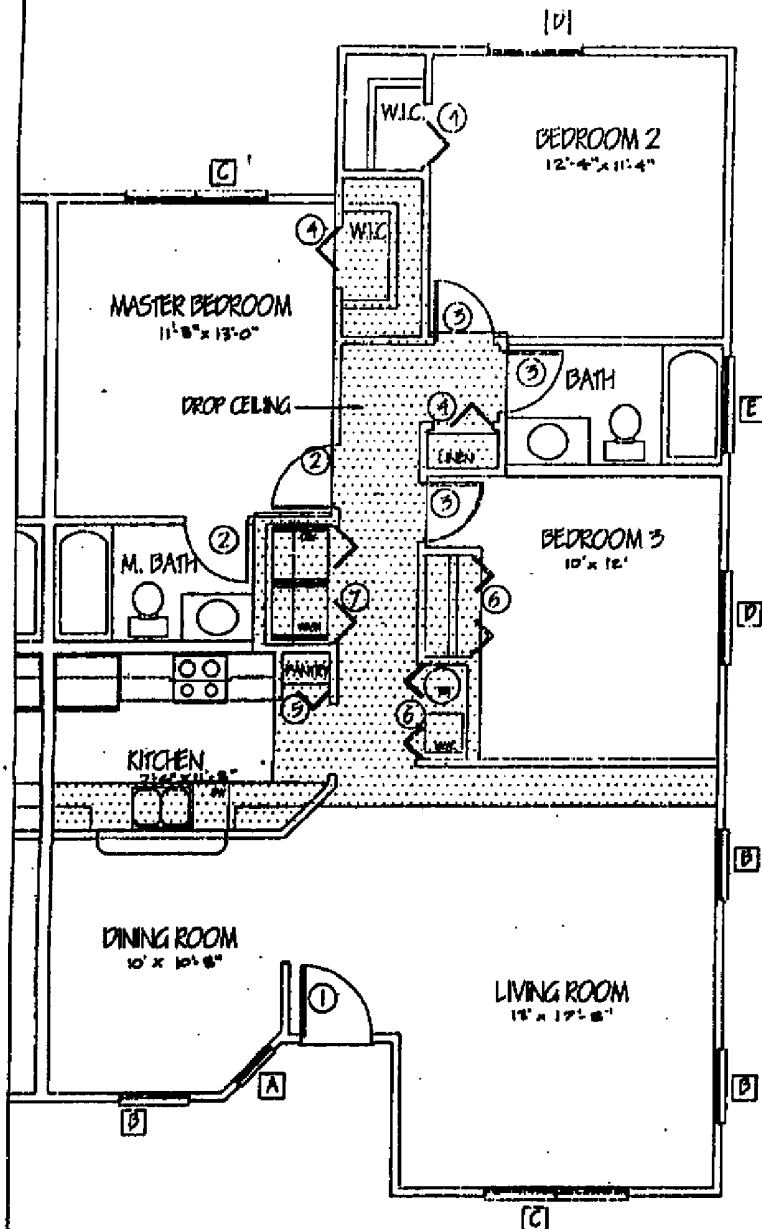 D
W.I.C.
BEDROOM 2
12'-4" x 11'-4"
C
4
W.I.C
MASTER BEDROOM
11'-8" x 13'-0"
3
3
BATH
DROP CEILING
4
E
LINEN
2
3
2
M. BATH
BEDROOM 3
10' x 12'
7
6
D
PANTRY
5
6
KITCHEN
B
DINING ROOM
10' x 10'-8"
1
LIVING ROOM
A
B
B
C